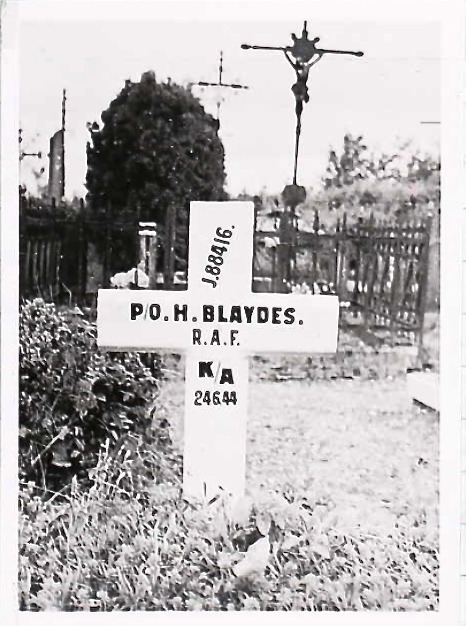 J.88416.
P/O. H. BLAYDES.
R.A.F.
K/A
24.6.44